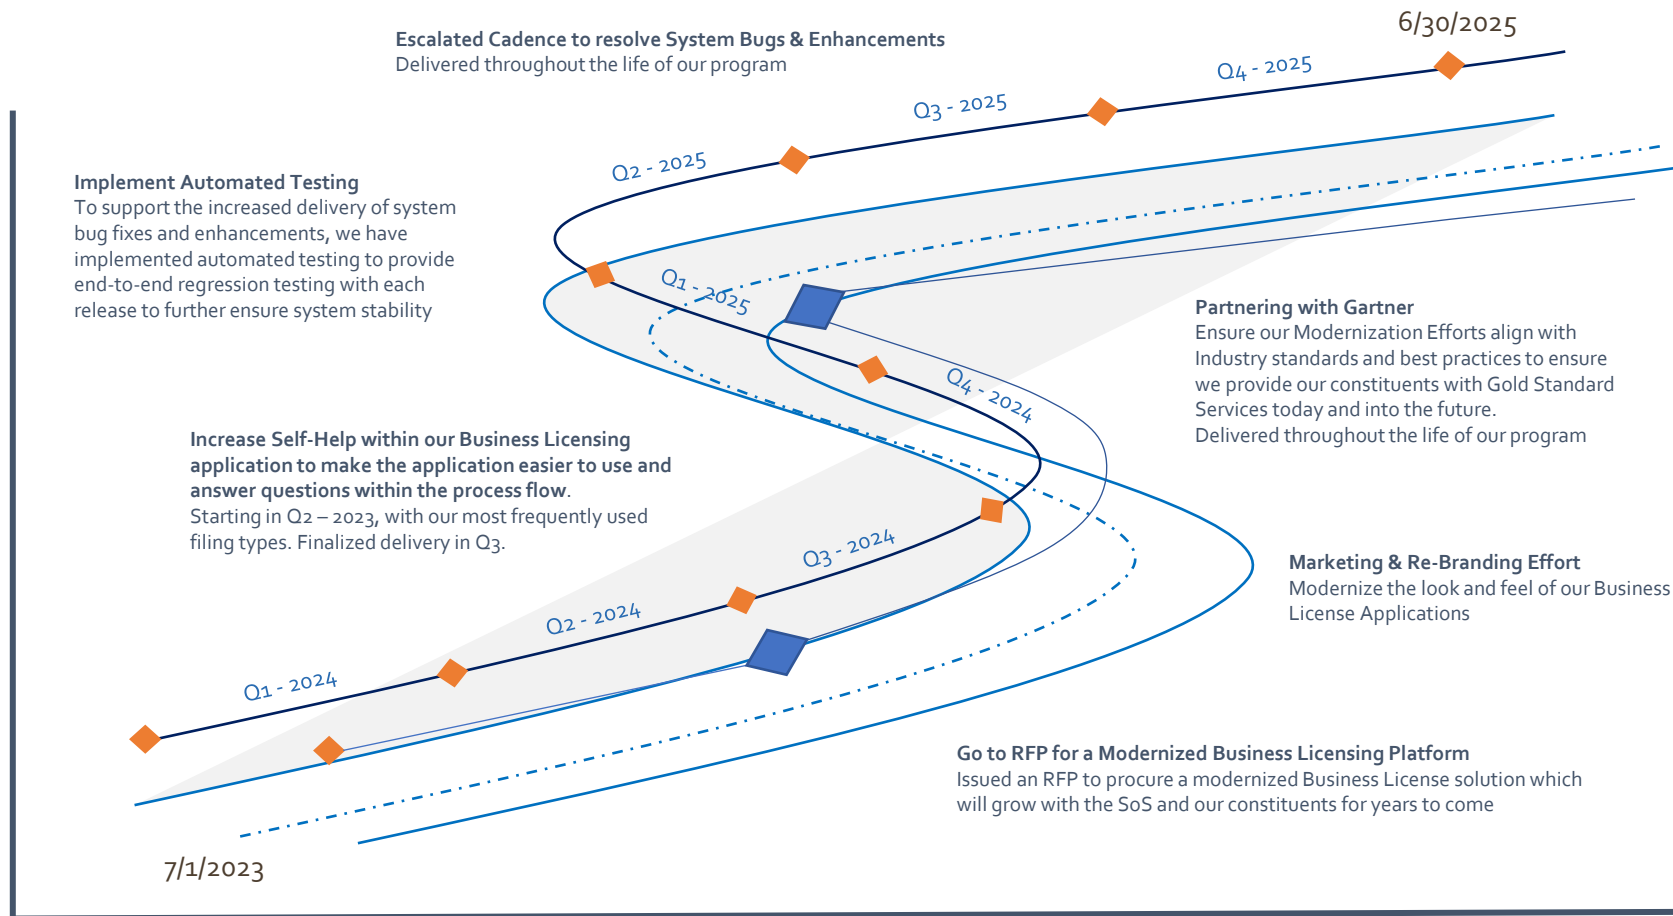 6/30/2025
Escalated Cadence to resolve System Bugs & Enhancements
Delivered throughout the life of our program
Q4 - 2025
Q3 - 2025
Q2 - 2025
Implement Automated Testing
To support the increased delivery of system
bug fixes and enhancements, we have
implemented automated testing to provide
end-to-end regression testing with each
release to further ensure system stability
Q1 - 2025
Partnering with Gartner
Ensure our Modernization Efforts align with
Industry standards and best practices to ensure
we provide our constituents with Gold Standard
Services today and into the future.
Delivered throughout the life of our program
Q4 - 2024
Increase Self-Help within our Business Licensing
application to make the application easier to use and
answer questions within the process flow.
Starting in Q2 – 2023, with our most frequently used
filing types. Finalized delivery in Q3.
Q3 - 2024
Marketing & Re-Branding Effort
Modernize the look and feel of our Business
License Applications
Q2 - 2024
Q1 - 2024
Go to RFP for a Modernized Business Licensing Platform
Issued an RFP to procure a modernized Business License solution which
will grow with the SoS and our constituents for years to come
7/1/2023